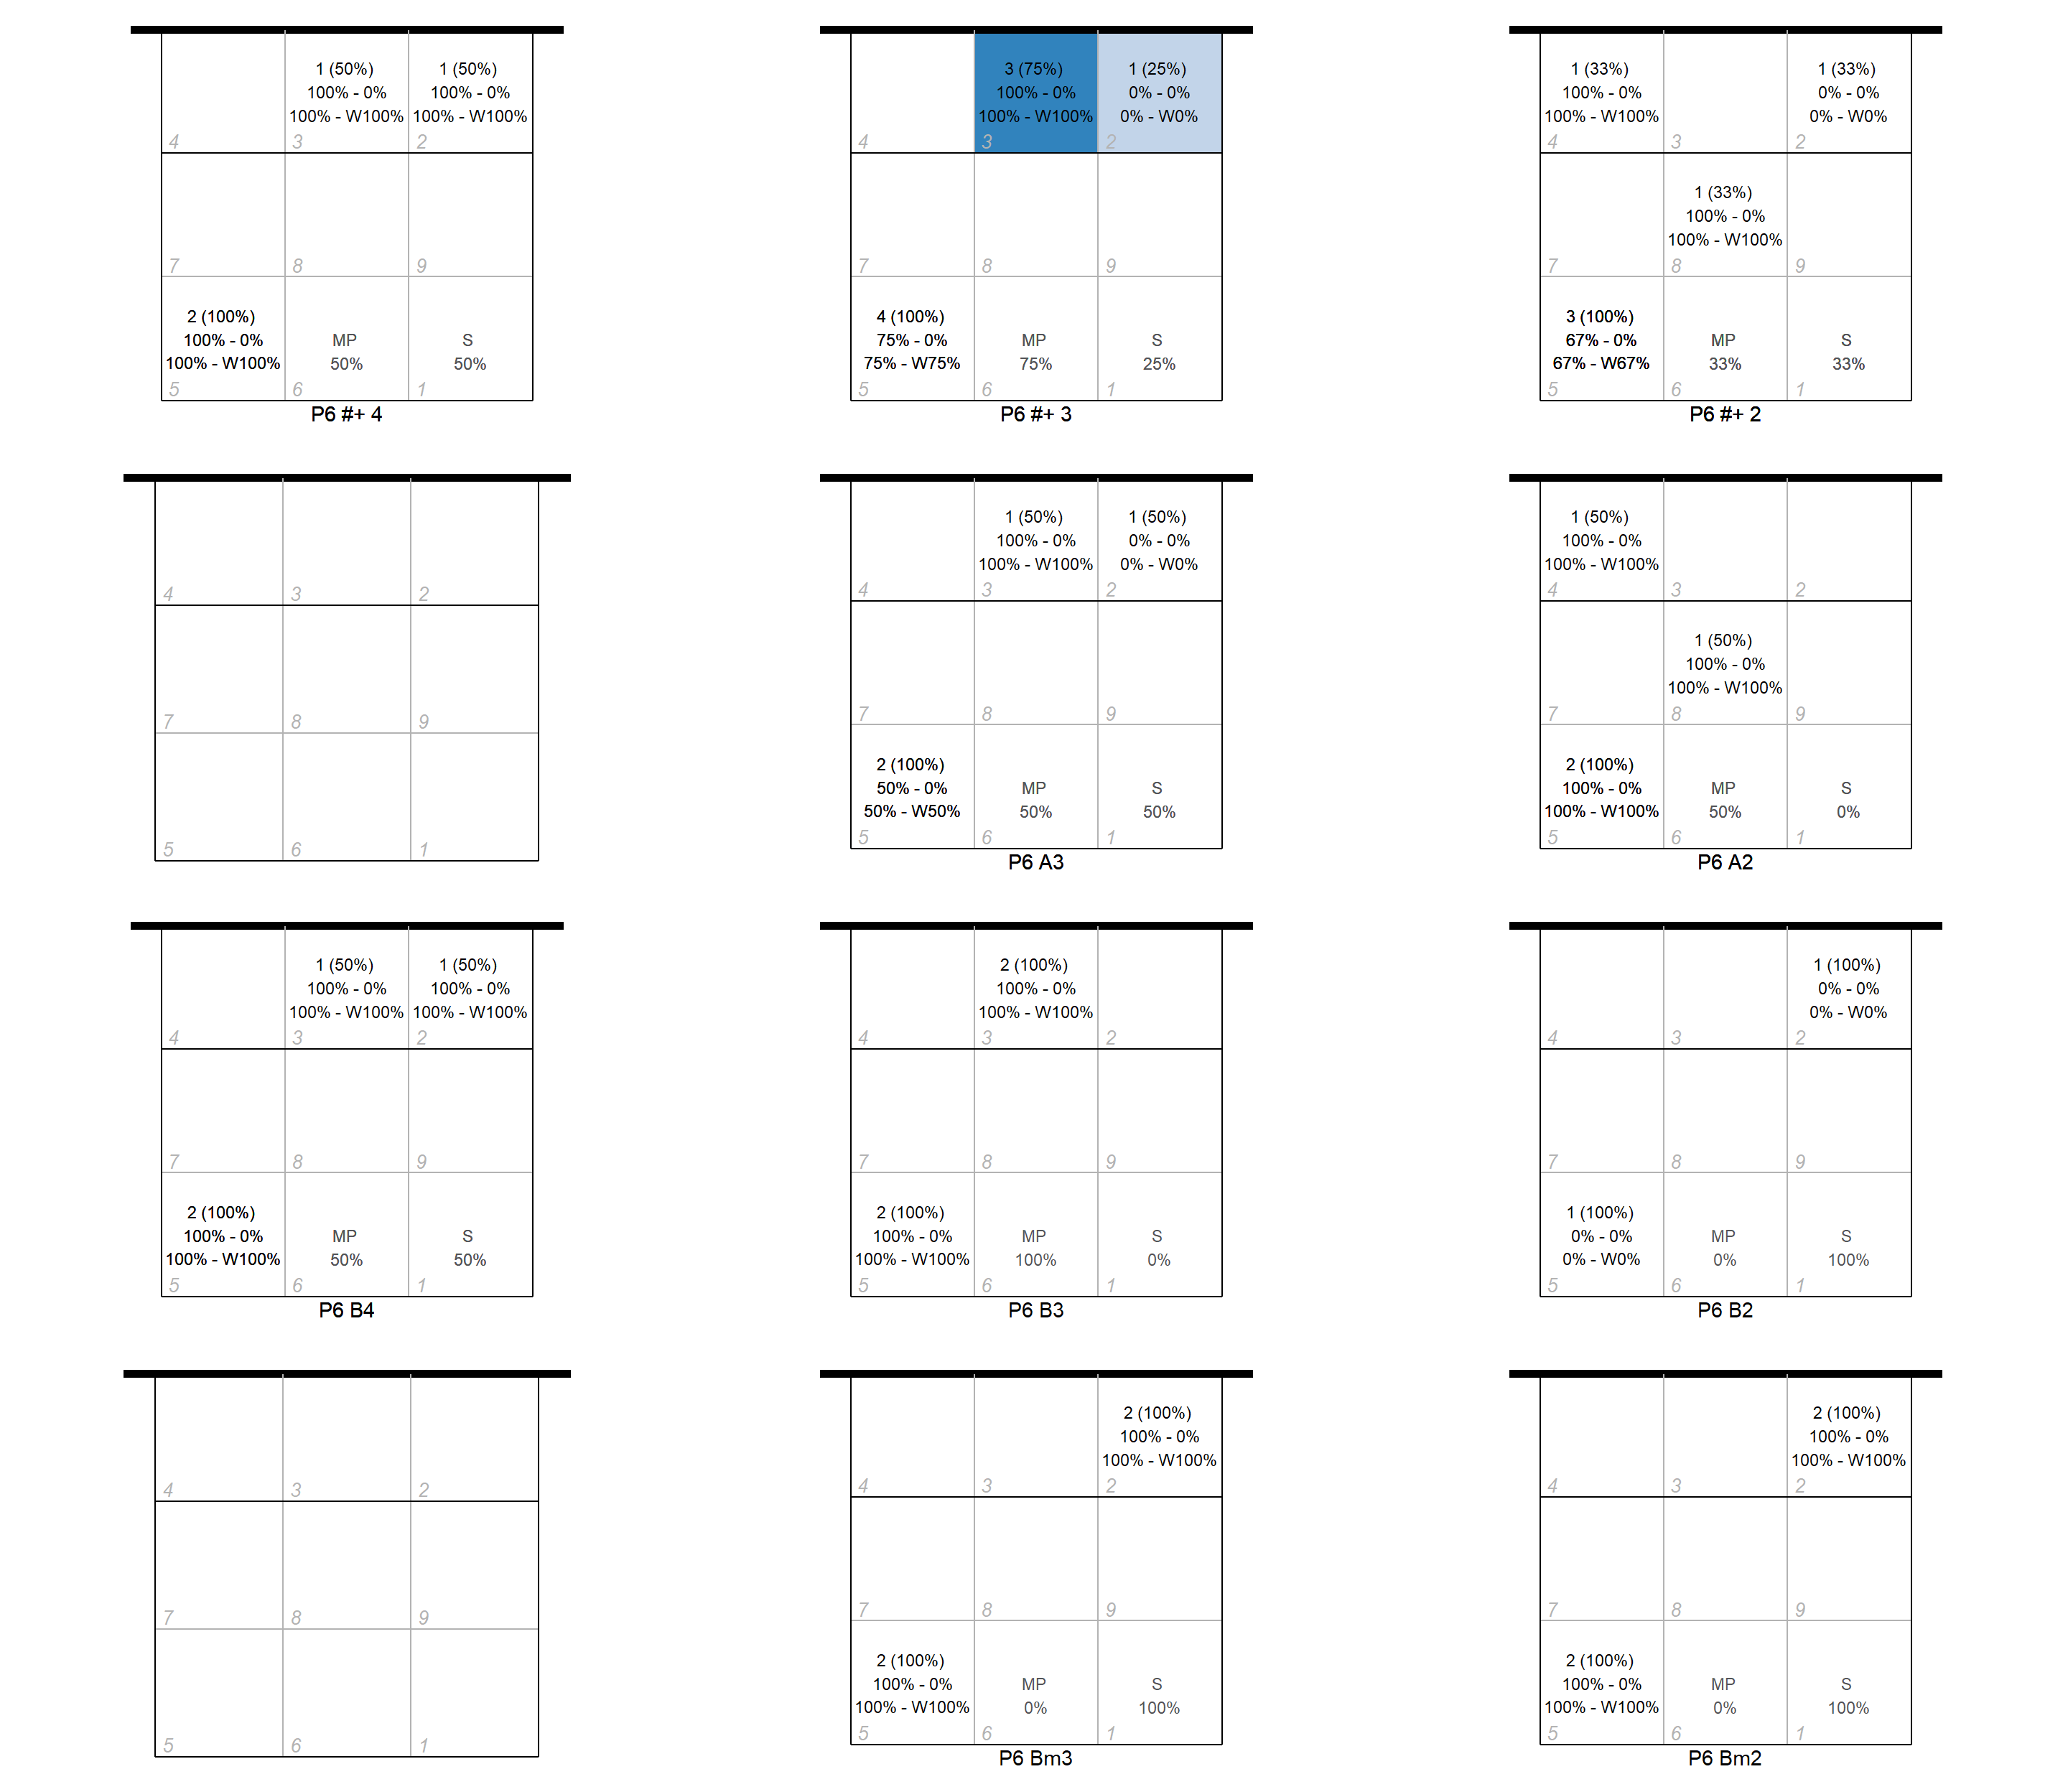 1 (50%) 1 (50%)
100% - 0% 100% - 0%
100% - W100% 100% - W100%
4 3 2
7 8 9
2 (100%)
100% - 0% MP S
100% - W100% 50% 50%
5 6 1
P6 #+ 4
3 (75%) 1 (25%)
100% - 0% 0% - 0%
100% - W100% 0% - W0%
4 3 2
7 8 9
4 (100%)
75% - 0% MP S
75% - W75% 75% 25%
5 6 1
P6 #+ 3
1 (33%) 1 (33%)
100% - 0% 0% - 0%
100% - W100% 0% - W0%
4 3 2
1 (33%)
100% - 0%
100% - W100%
7 8 9
3 (100%)
67% - 0% MP S
67% - W67% 33% 33%
5 6 1
P6 #+ 2
4 3 2
7 8 9
5 6 1
1 (50%) 1 (50%)
100% - 0% 0% - 0%
100% - W100% 0% - W0%
4 3 2
7 8 9
2 (100%)
50% - 0% MP S
50% - W50% 50% 50%
5 6 1
P6 A3
1 (50%)
100% - 0%
100% - W100%
4 3 2
1 (50%)
100% - 0%
100% - W100%
7 8 9
2 (100%)
100% - 0% MP S
100% - W100% 50% 0%
5 6 1
P6 A2
1 (50%) 1 (50%)
100% - 0% 100% - 0%
100% - W100% 100% - W100%
4 3 2
7 8 9
2 (100%)
100% - 0% MP S
100% - W100% 50% 50%
5 6 1
P6 B4
2 (100%)
100% - 0%
100% - W100%
4 3 2
7 8 9
2 (100%)
100% - 0% MP S
100% - W100% 100% 0%
5 6 1
P6 B3
1 (100%)
0% - 0%
0% - W0%
4 3 2
7 8 9
1 (100%)
0% - 0% MP S
0% - W0% 0% 100%
5 6 1
P6 B2
4 3 2
7 8 9
5 6 1
2 (100%)
100% - 0%
100% - W100%
4 3 2
7 8 9
2 (100%)
100% - 0% MP S
100% - W100% 0% 100%
5 6 1
P6 Bm3
2 (100%)
100% - 0%
100% - W100%
4 3 2
7 8 9
2 (100%)
100% - 0% MP S
100% - W100% 0% 100%
5 6 1
P6 Bm2